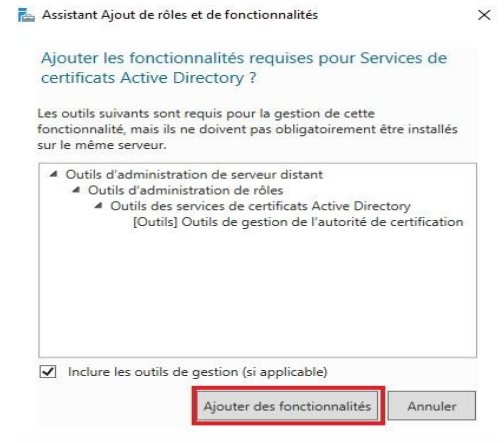 Assistant Ajout de rôles et de fonctionnalités
Ajouter les fonctionnalités requises pour Services de
certificats Active Directory ?
Les outils suivants sont requis pour la gestion de cette
fonctionnalité, mais ils ne doivent pas obligatoirement être installés
sur le même serveur.
Outils d'administration de serveur distant
Outils d'administration de rôles
Outils des services de certificats Active Directory
[Outils] Outils de gestion de l'autorité de certification
Inclure les outils de gestion (si applicable)
Ajouter des fonctionnalités
Annuler